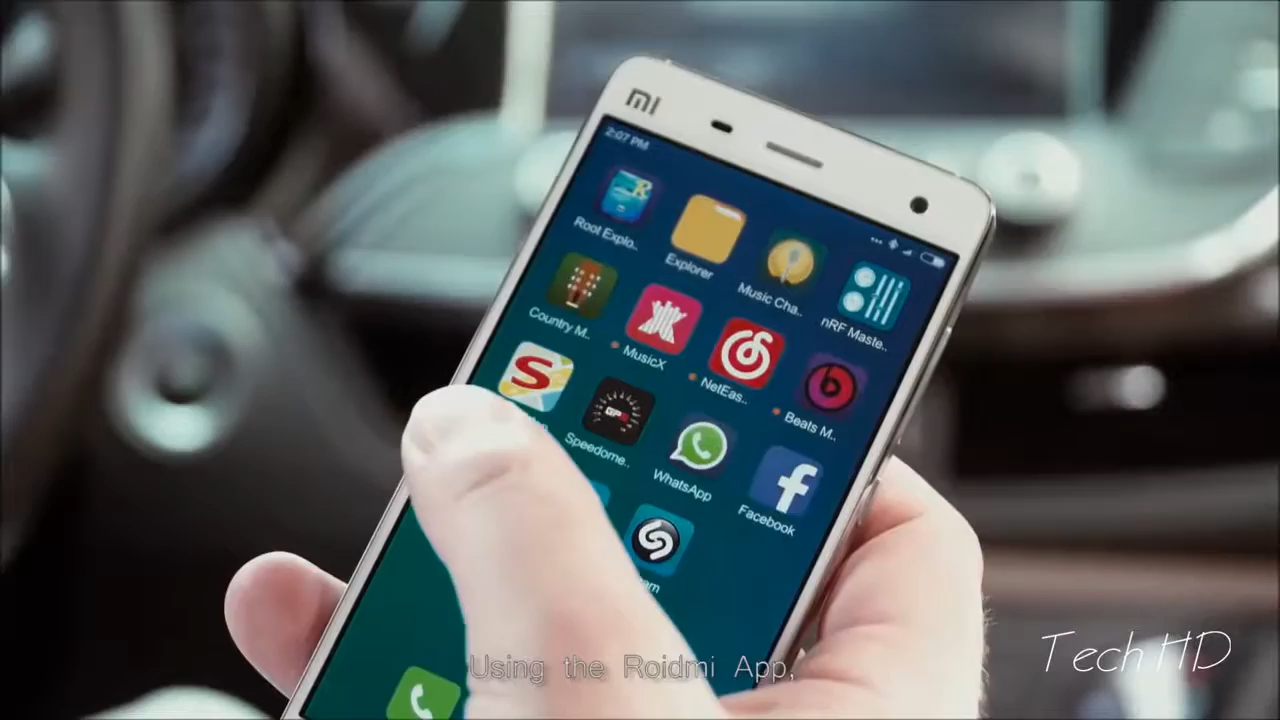 MI
2:07 PM
Root Explo..
Explorer
Music Cha..
nRF Maste..
Country M..
MusicX
NetEas..
Beats M..
Speedome..
WhatsApp
Facebook
Using the Roidmi App,
Tech HD